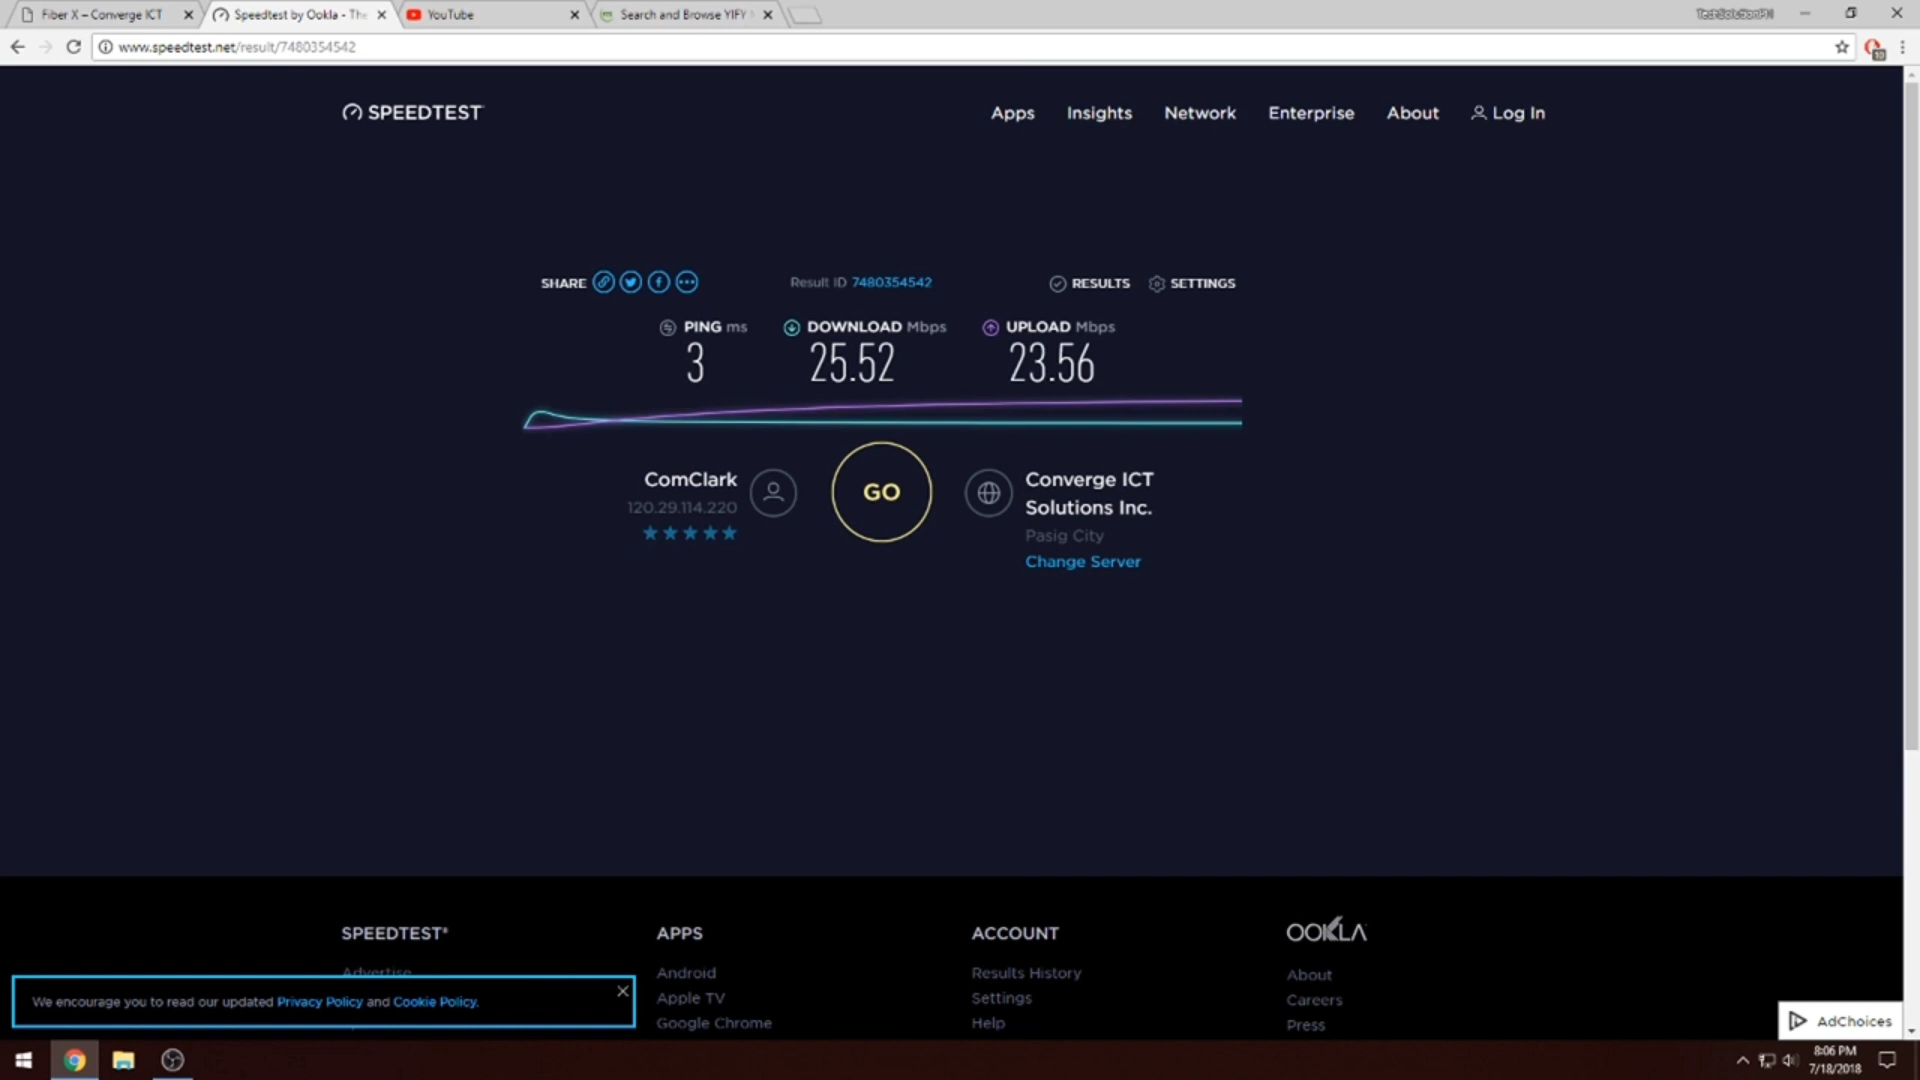 Fiber X – Converge ICT
Speedtest by Ookla - The
YouTube
Search and Browse YIFY
TechSolutionPH
www.speedtest.net/result/7480354542
SPEEDTEST
Apps
Insights
Network
Enterprise
About
Log In
SHARE
Result ID 7480354542
RESULTS
SETTINGS
PING ms
DOWNLOAD Mbps
UPLOAD Mbps
3
25.52
23.56
ComClark
120.29.114.220
GO
Converge ICT
Solutions Inc.
Pasig City
Change Server
SPEEDTEST®
Advertise
APPS
Android
Apple TV
Google Chrome
ACCOUNT
Results History
Settings
Help
OOKLA
About
Careers
Press
We encourage you to read our updated Privacy Policy and Cookie Policy.
AdChoices
8:06 PM
7/18/2018